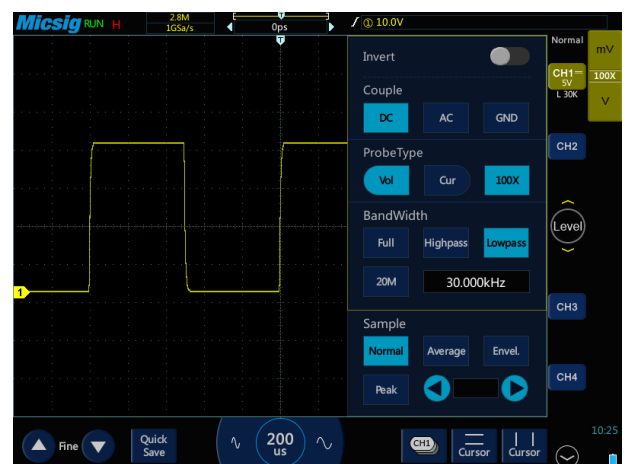 Micsig RUN H 2.8M 1GSa/s 0ps T ① 10.0V
T
Normal
mV
CH1
5V
100X
L 30K
V
Invert
Couple
DC AC GND
ProbeType
Vol Cur 100X
BandWidth
Full Highpass Lowpass
20M 30.000kHz
Sample
Normal Average Envel.
Peak
CH2
Level
CH3
CH4
1
Fine
Quick
Save
200
us
CH1
Cursor
Cursor
10:25